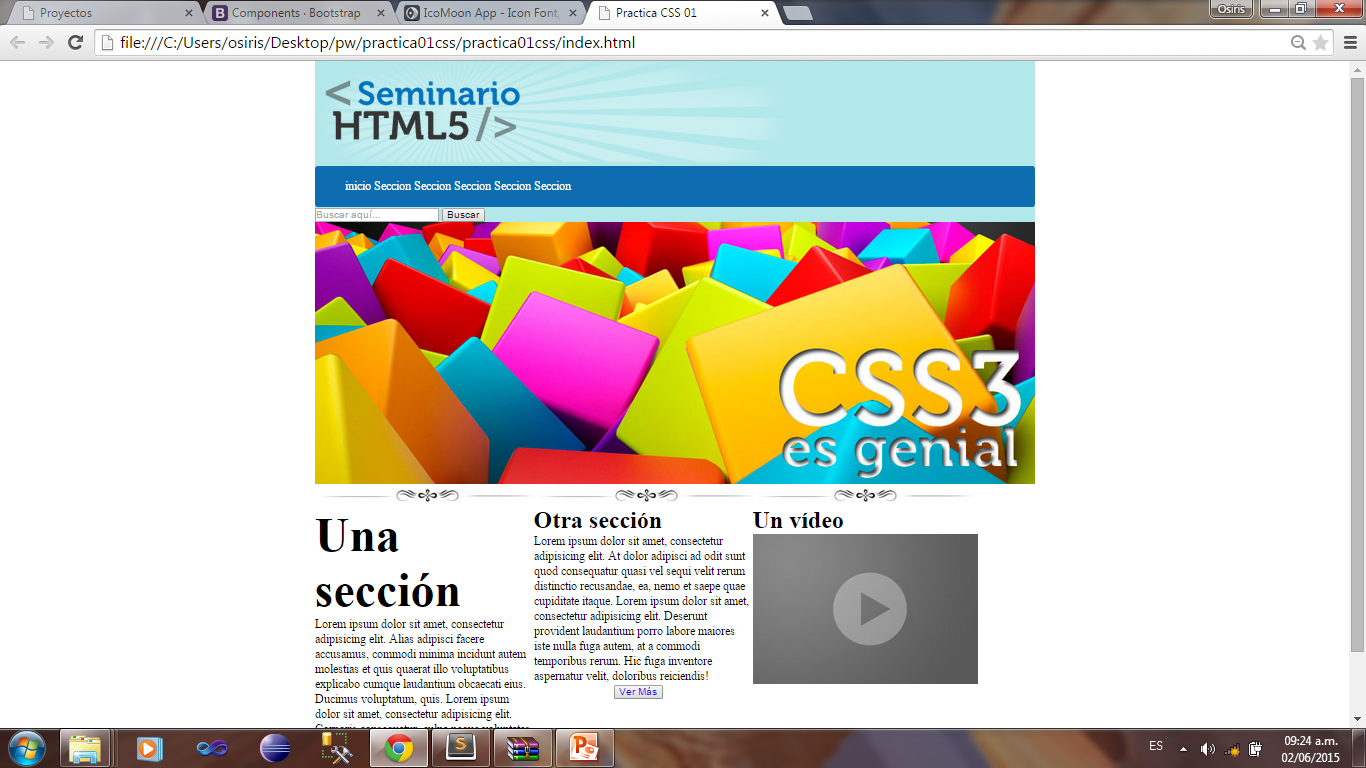 Proyectos
Components · Bootstrap
IcoMoon App - Icon Font,
Practica CSS 01
Osiris
file:///C:/Users/osiris/Desktop/pw/practica01css/practica01css/index.html
< Seminario
HTML5 />
inicio Seccion Seccion Seccion Seccion Seccion
Buscar aquí... Buscar
CSS3
es genial
Una
sección
Lorem ipsum dolor sit amet, consectetur
adipisicing elit. Alias adipisci facere
accusamus, commodi minima incidunt autem
molestias et quis quaerat illo voluptatibus
explicabo cumque laudantium obcaecati eius.
Ducimus voluptatum, quis. Lorem ipsum
dolor sit amet, consectetur adipisicing elit.
Otra sección
Lorem ipsum dolor sit amet, consectetur
adipisicing elit. At dolor adipisci ad odit sunt
quod consequatur quasi vel sequi velit rerum
distinctio recusandae, ea, nemo et saepe quae
cupiditate itaque. Lorem ipsum dolor sit amet,
consectetur adipisicing elit. Deserunt
provident laudantium porro labore maiores
iste nulla fuga autem, at a commodi
temporibus rerum. Hic fuga inventore
aspernatur velit, doloribus reiciendis!
Ver Más
Un vídeo
ES
09:24 a.m.
02/06/2015